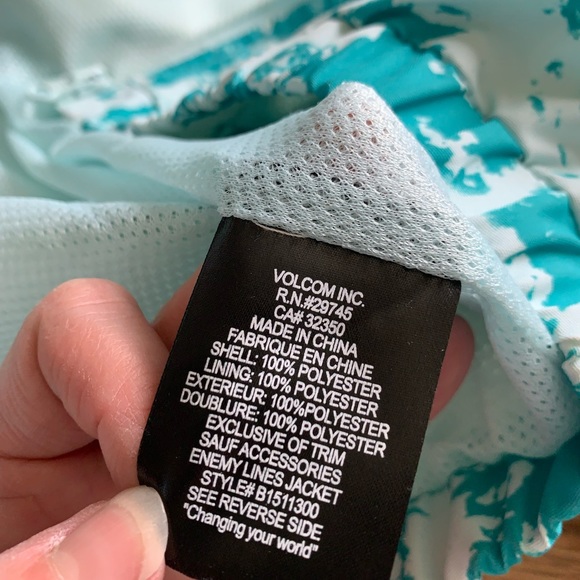 VOLCOM INC.
R.N.#29745
CA# 32350
MADE IN CHINA
FABRIQUE EN CHINE
SHELL: 100% POLYESTER
LINING: 100% POLYESTER
EXTERIEUR: 100%POLYESTER
DOUBLURE: 100% POLYESTER
EXCLUSIVE OF TRIM
SAUF ACCESSORIES
ENEMY LINES JACKET
STYLE# B1511300
SEE REVERSE SIDE
"Changing your world"